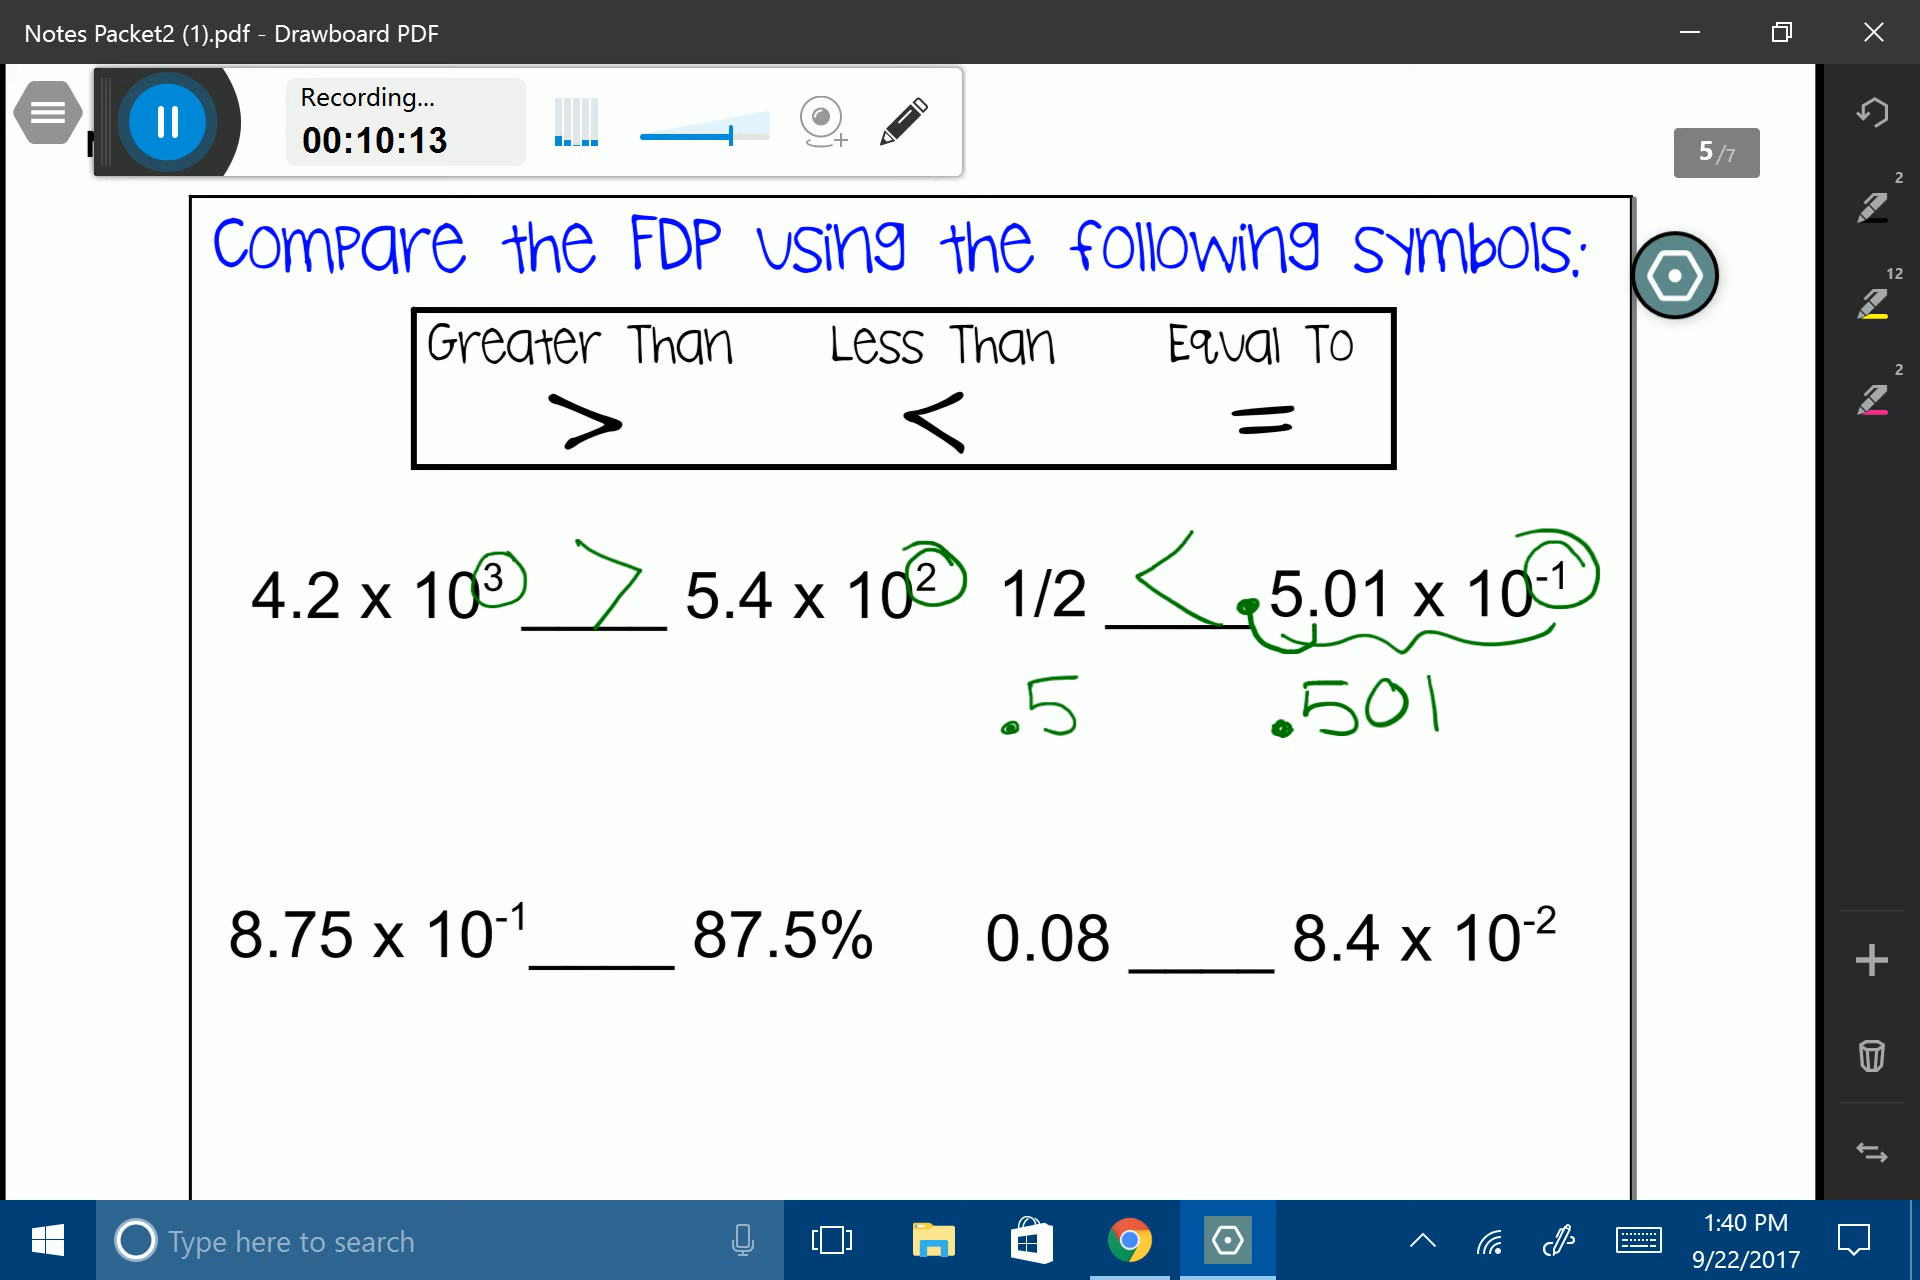 Notes Packet2 (1).pdf - Drawboard PDF
Recording...
00:10:13
5/7
2
12
2
Compare the FDP using the following symbols:
Greater Than Less Than Equal To
> < =
4.2 x 10³ > 5.4 x 10² 1/2 < .5.01 x 10⁻¹
.5 .501
8.75 x 10⁻¹ ____ 87.5% 0.08 ____ 8.4 x 10⁻²
Type here to search
1:40 PM
9/22/2017